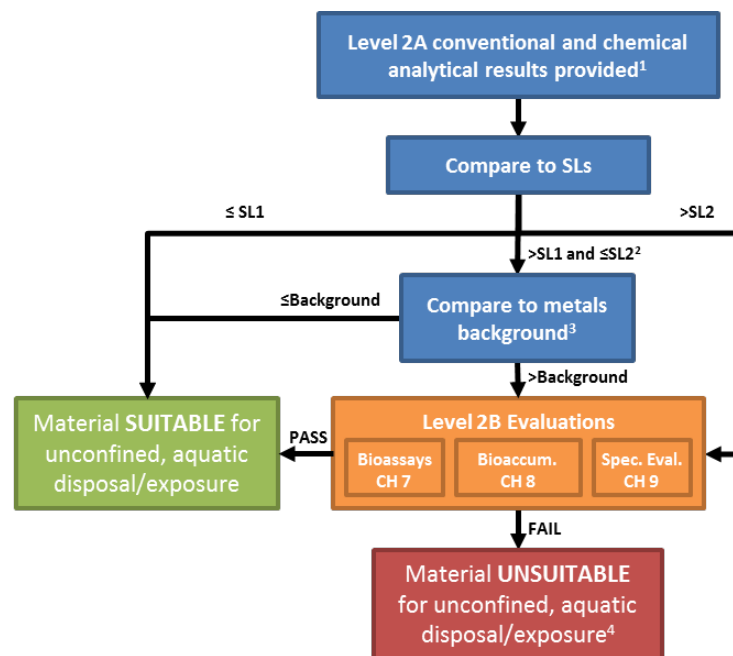 Level 2A conventional and chemical
analytical results provided¹
Compare to SLs
≤ SL1
>SL2
>SL1 and ≤SL2²
≤Background
Compare to metals
background³
>Background
Material SUITABLE for
unconfined, aquatic
disposal/exposure
PASS
Level 2B Evaluations
Bioassays
CH 7
Bioaccum.
CH 8
Spec. Eval.
CH 9
FAIL
Material UNSUITABLE
for unconfined, aquatic
disposal/exposure⁴